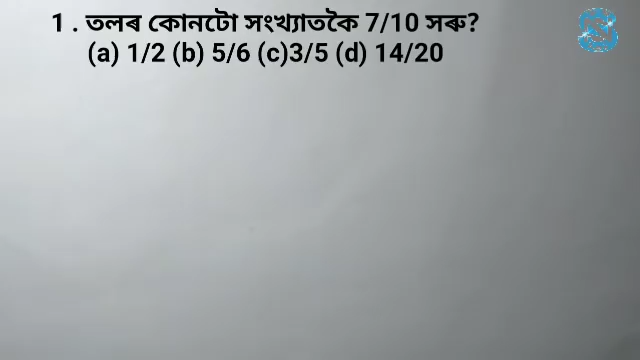 1 . তলৰ কোনটো সংখ্যাতকৈ 7/10 সৰু?
(a) 1/2 (b) 5/6 (c)3/5 (d) 14/20